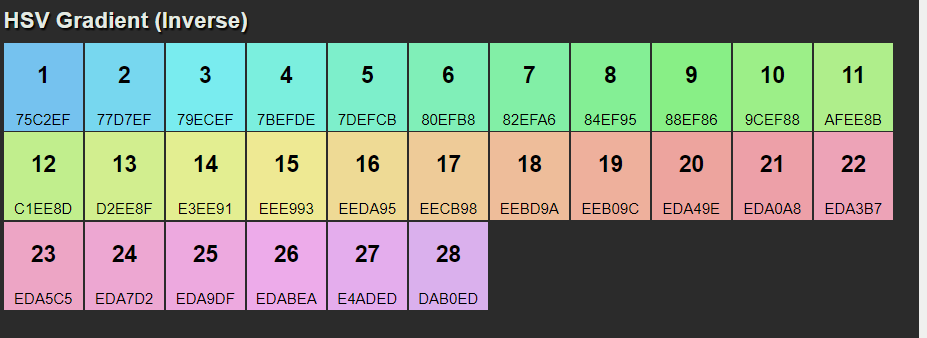 HSV Gradient (Inverse)
1 2 3 4 5 6 7 8 9 10 11
75C2EF 77D7EF 79ECEF 7BEFDE 7DEFCB 80EFB8 82EFA6 84EF95 88EF86 9CEF88 AFEE8B
12 13 14 15 16 17 18 19 20 21 22
C1EE8D D2EE8F E3EE91 EEE993 EEDA95 EECB98 EEBD9A EEB09C EDA49E EDA0A8 EDA3B7
23 24 25 26 27 28
EDA5C5 EDA7D2 EDA9DF EDABEA E4ADED DAB0ED